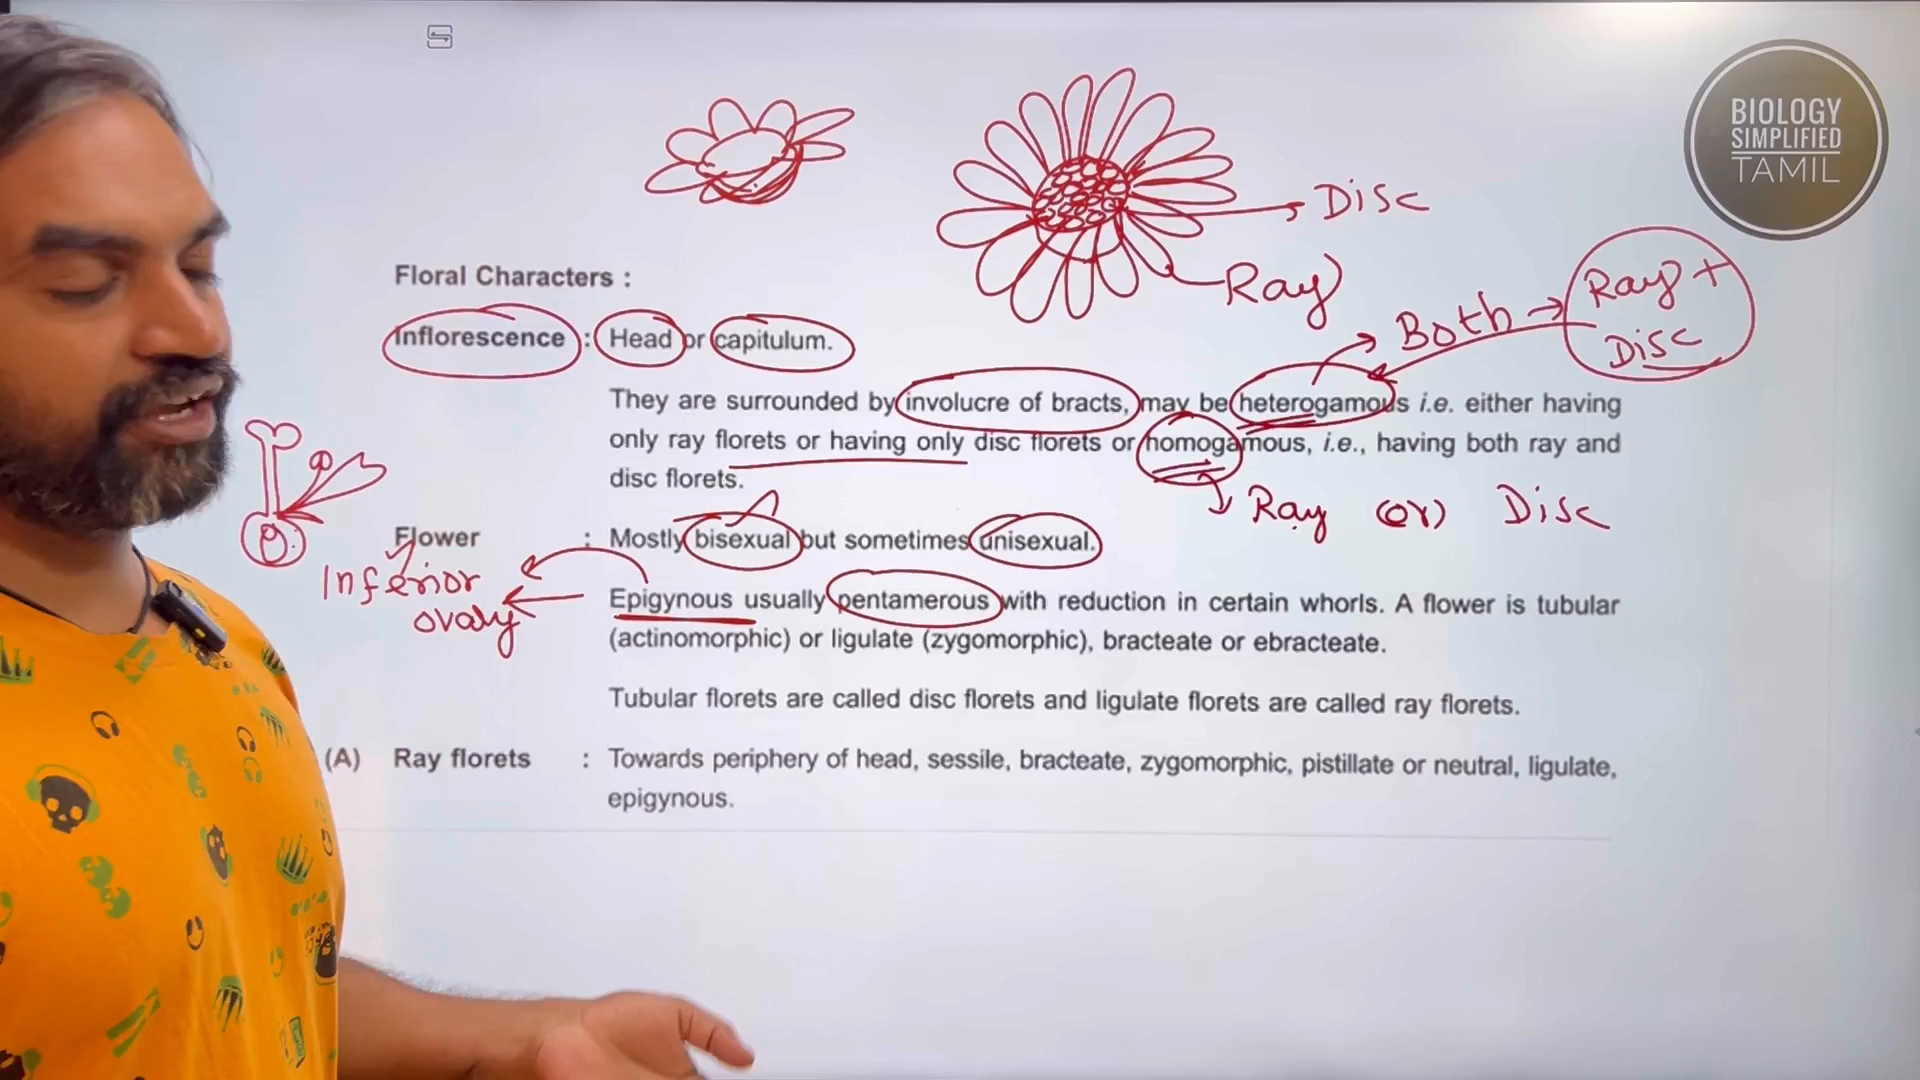 BIOLOGY
SIMPLIFIED
TAMIL
Disc
Ray
Both → Ray +
Disc
Floral Characters :
Inflorescence : Head or capitulum.
They are surrounded by involucre of bracts, may be heterogamous i.e. either having
only ray florets or having only disc florets or homogamous, i.e., having both ray and
disc florets.
Ray (or) Disc
Flower : Mostly bisexual but sometimes unisexual.
Inferior
ovary
Epigynous usually pentamerous with reduction in certain whorls. A flower is tubular
(actinomorphic) or ligulate (zygomorphic), bracteate or ebracteate.
Tubular florets are called disc florets and ligulate florets are called ray florets.
(A) Ray florets : Towards periphery of head, sessile, bracteate, zygomorphic, pistillate or neutral, ligulate,
epigynous.